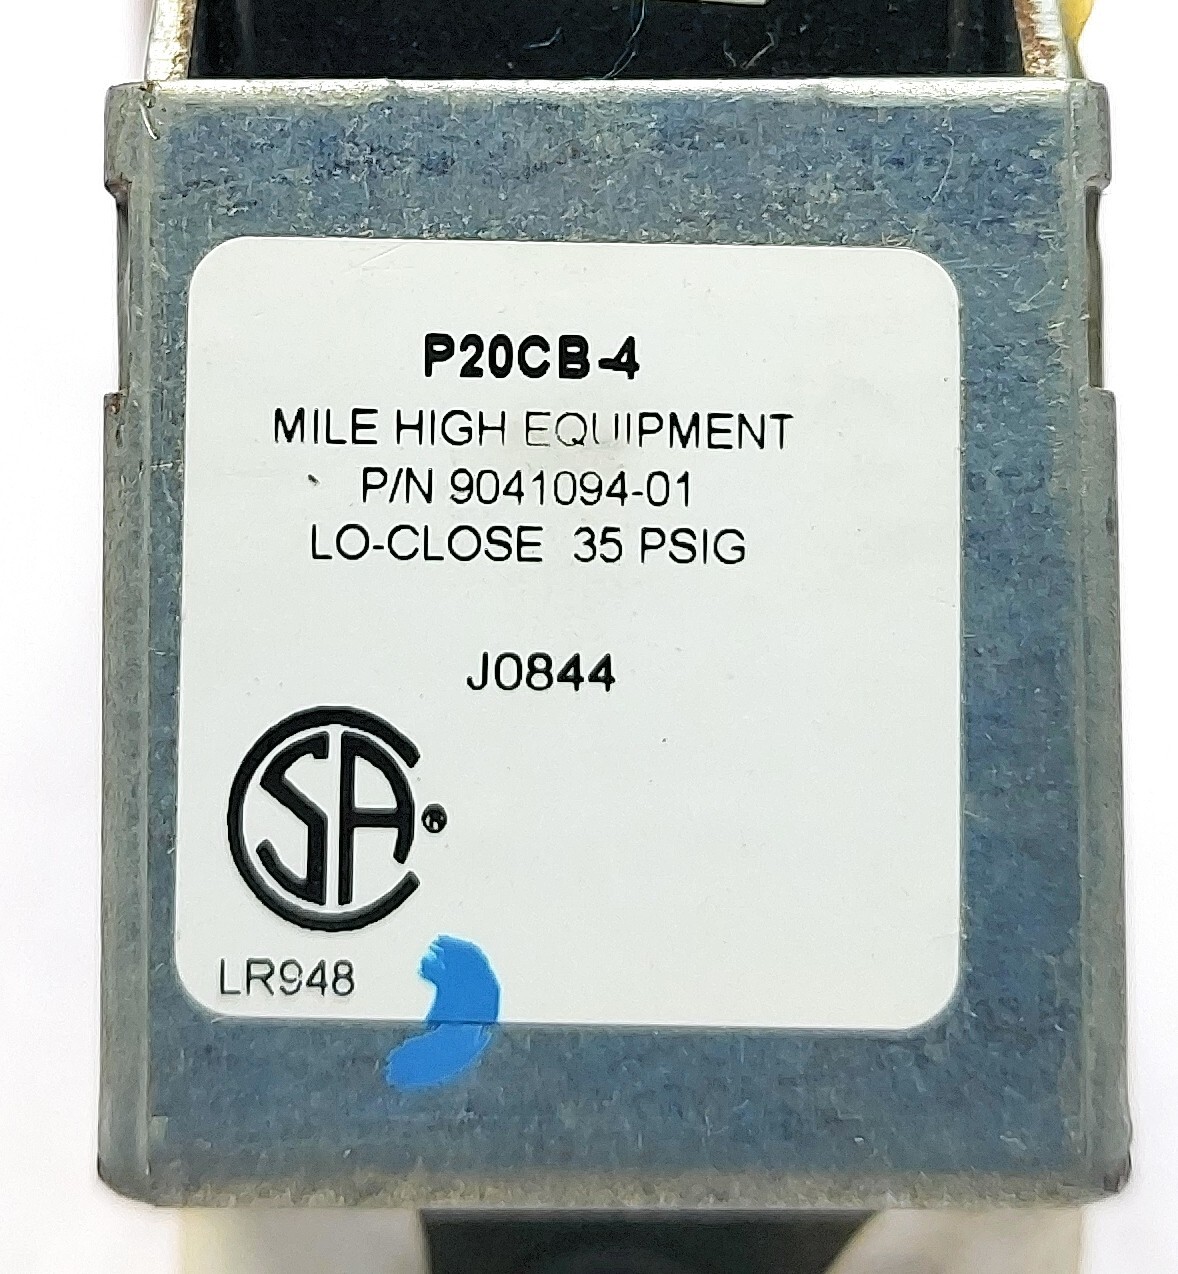 P20CB-4
MILE HIGH EQUIPMENT
P/N 9041094-01
LO-CLOSE 35 PSIG
J0844
SA®
LR948